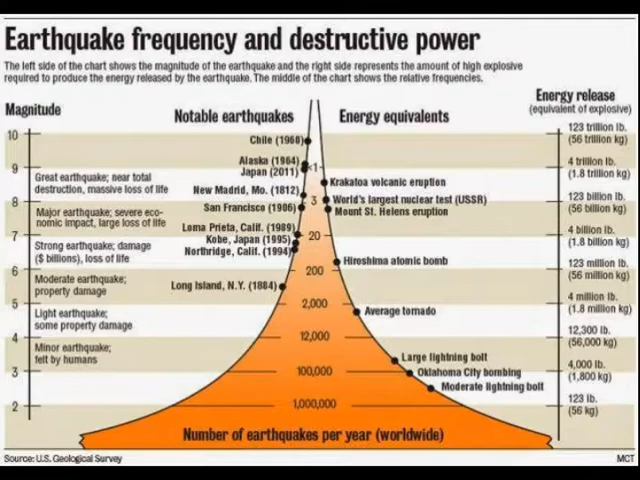 Earthquake frequency and destructive power
The left side of the chart shows the magnitude of the earthquake and the right side represents the amount of high explosive
required to produce the energy released by the earthquake. The middle of the chart shows the relative frequencies.
Magnitude
Notable earthquakes
Energy equivalents
Energy release
(equivalent of explosive)
10
123 trillion lb.
(56 trillion kg)
Chile (1960)
Alaska (1964)
Japan (2011)
9
<1
4 trillion lb.
(1.8 trillion kg)
Great earthquake; near total
destruction, massive loss of life
Krakatoa volcanic eruption
New Madrid, Mo. (1812)
World's largest nuclear test (USSR)
8
3
123 billion lb.
(56 billion kg)
San Francisco (1906)
Mount St. Helens eruption
Major earthquake; severe eco-
nomic impact, large loss of life
Loma Prieta, Calif. (1989)
7
20
4 billion lb.
(1.8 billion kg)
Kobe, Japan (1995)
Northridge, Calif. (1994)
Strong earthquake; damage
($ billions), loss of life
Hiroshima atomic bomb
6
200
123 million lb.
(56 million kg)
Moderate earthquake;
property damage
Long Island, N.Y. (1884)
5
2,000
4 million lb.
(1.8 million kg)
Light earthquake;
some property damage
Average tornado
4
12,000
12,300 lb.
(56,000 kg)
Minor earthquake;
felt by humans
Large lightning bolt
3
100,000
Oklahoma City bombing
4,000 lb.
(1,800 kg)
Moderate lightning bolt
2
1,000,000
123 lb.
(56 kg)
Number of earthquakes per year (worldwide)
Source: U.S. Geological Survey
MCT